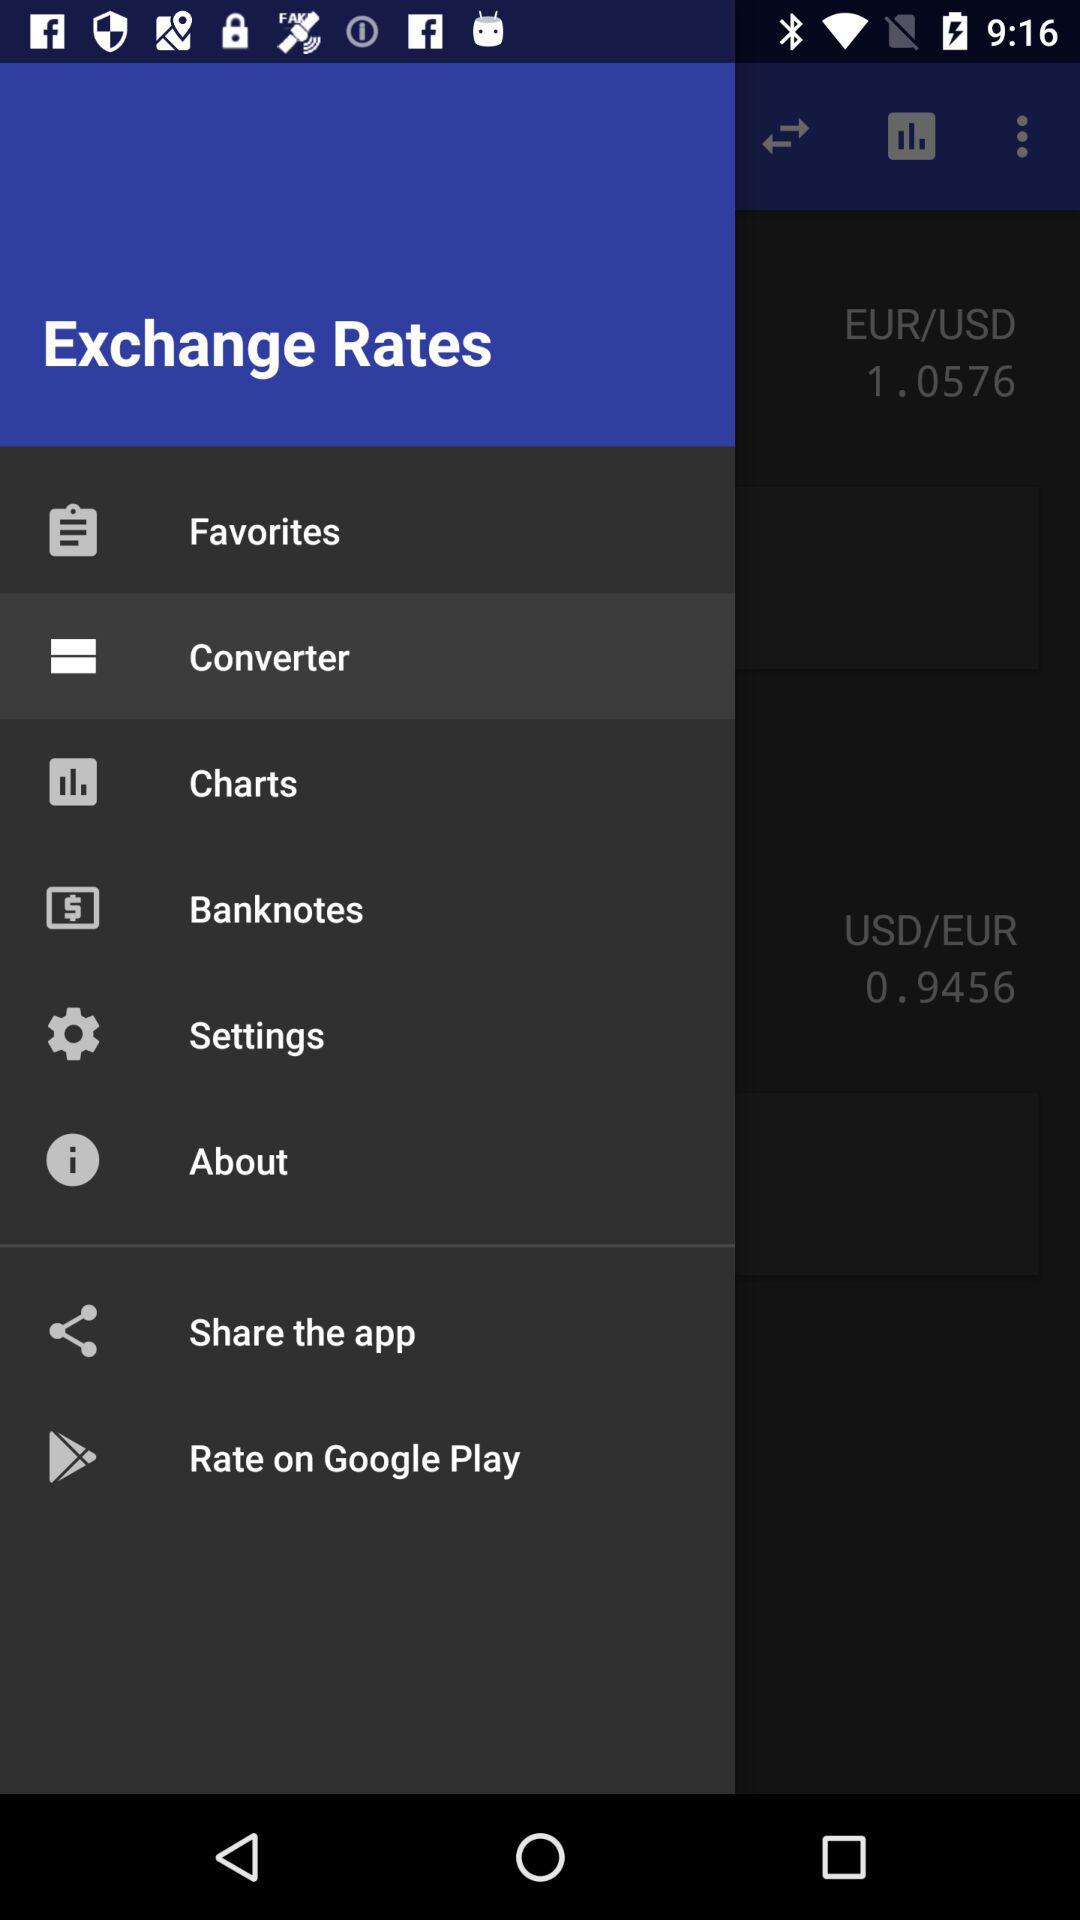 FAKE
9:16
Exchange Rates
EUR/USD
1.0576
Favorites
Converter
Charts
Banknotes
USD/EUR
0.9456
Settings
About
Share the app
Rate on Google Play